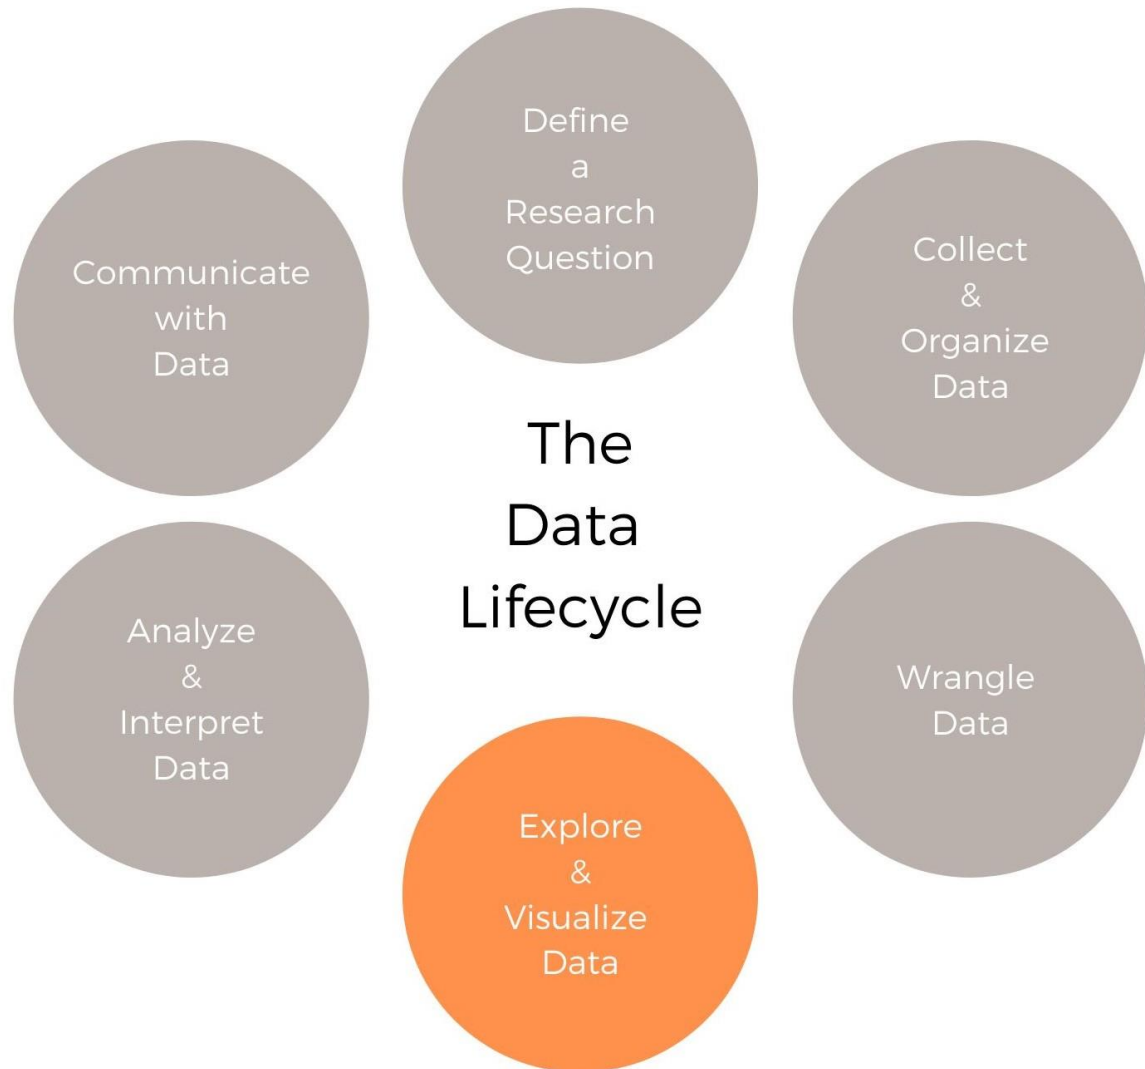 Define
a
Research
Question
Collect
&
Organize
Data
Wrangle
Data
Explore
&
Visualize
Data
Analyze
&
Interpret
Data
Communicate
with
Data
The
Data
Lifecycle